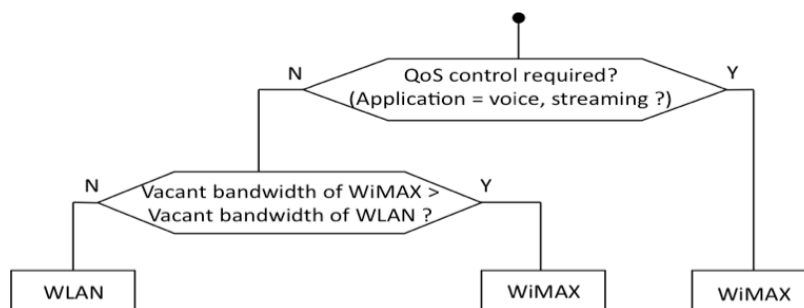 QoS control required?
(Application = voice, streaming ?)
N
Y
Vacant bandwidth of WiMAX >
Vacant bandwidth of WLAN ?
N
Y
WLAN
WiMAX
WiMAX